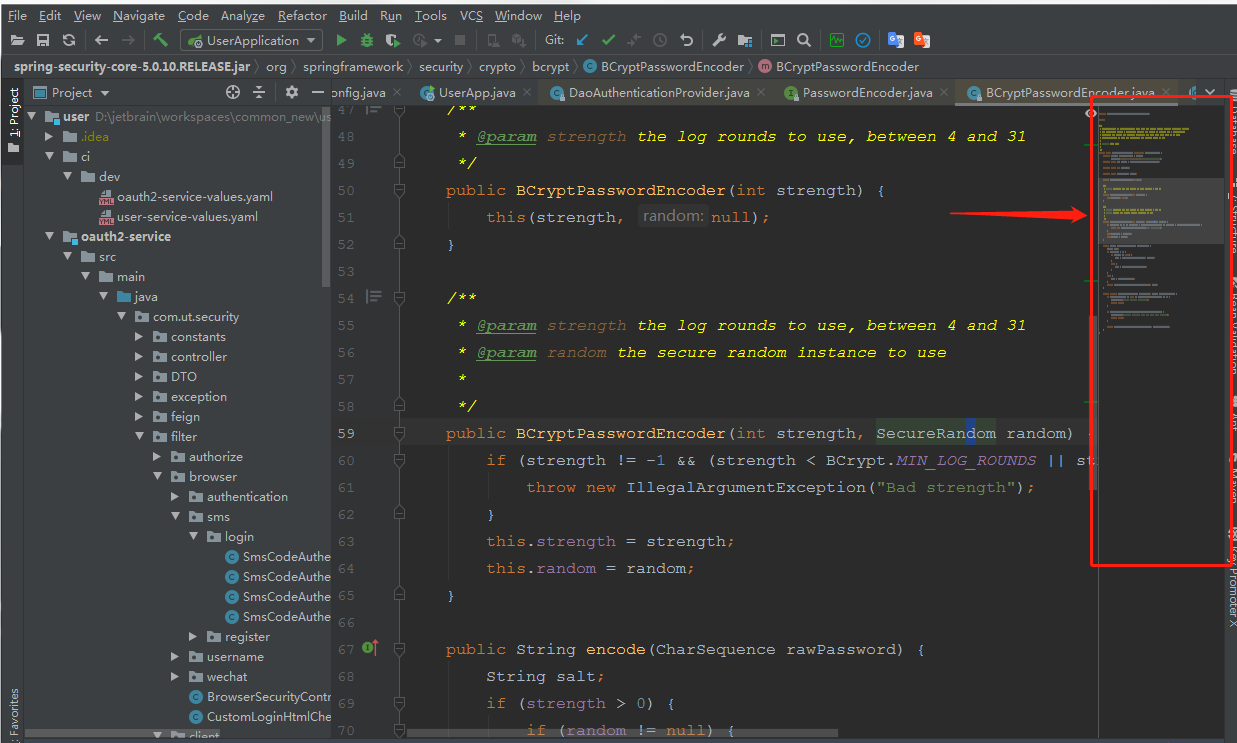 File Edit View Navigate Code Analyze Refactor Build Run Tools VCS Window Help
UserApplication Git:
spring-security-core-5.0.10.RELEASE.jar org springframework security crypto bcrypt BCryptPasswordEncoder BCryptPasswordEncoder
1: Project
Project
onfig.java UserApp.java DaoAuthenticationProvider.java PasswordEncoder.java BCryptPasswordEncoder.java
user D:\jetbrain\workspaces\common_new\us
.idea
ci
dev
oauth2-service-values.yaml
user-service-values.yaml
oauth2-service
src
main
java
com.ut.security
constants
controller
DTO
exception
feign
filter
authorize
browser
authentication
sms
login
SmsCodeAuthe
SmsCodeAuthe
SmsCodeAuthe
SmsCodeAuthe
register
username
wechat
BrowserSecurityContr
CustomLoginHtmlChe
client
Favorites
47 /**
48 * @param strength the log rounds to use, between 4 and 31
49 */
50 public BCryptPasswordEncoder(int strength) {
51 this(strength, random: null);
52 }
53
54 /**
55 * @param strength the log rounds to use, between 4 and 31
56 * @param random the secure random instance to use
57 *
58 */
59 public BCryptPasswordEncoder(int strength, SecureRandom random)
60 if (strength != -1 && (strength < BCrypt.MIN_LOG_ROUNDS || st
61 throw new IllegalArgumentException("Bad strength");
62 }
63 this.strength = strength;
64 this.random = random;
65 }
66
67 public String encode(CharSequence rawPassword) {
68 String salt;
69 if (strength > 0) {
70 if (random != null) {
Key Promoter X